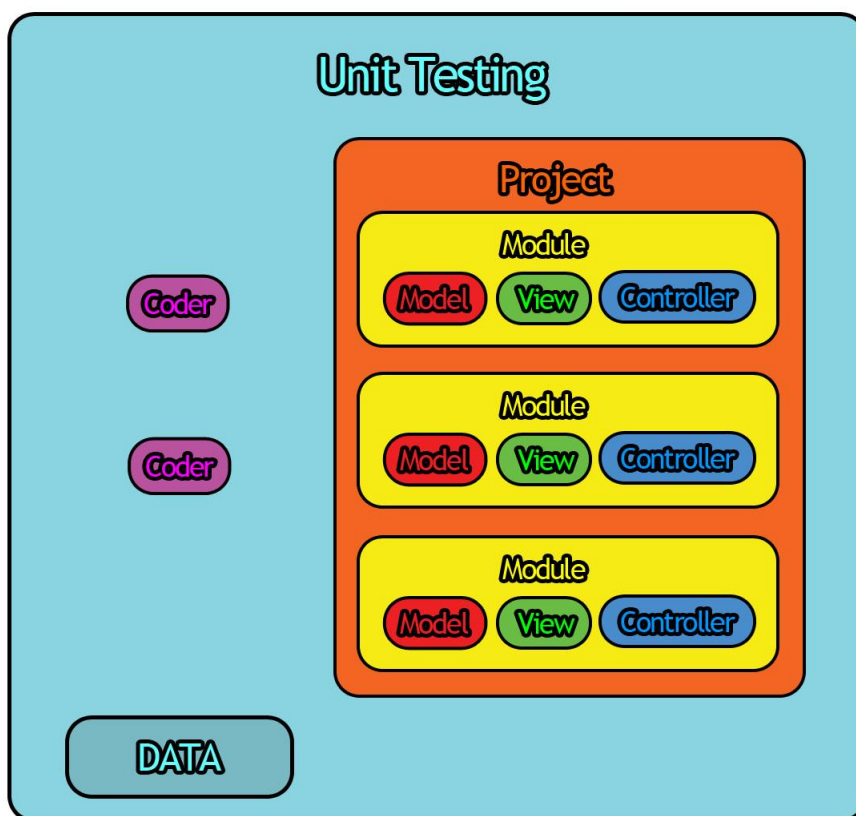 Unit Testing
Project
Module
Model View Controller
Coder
Module
Model View Controller
Coder
Module
Model View Controller
DATA